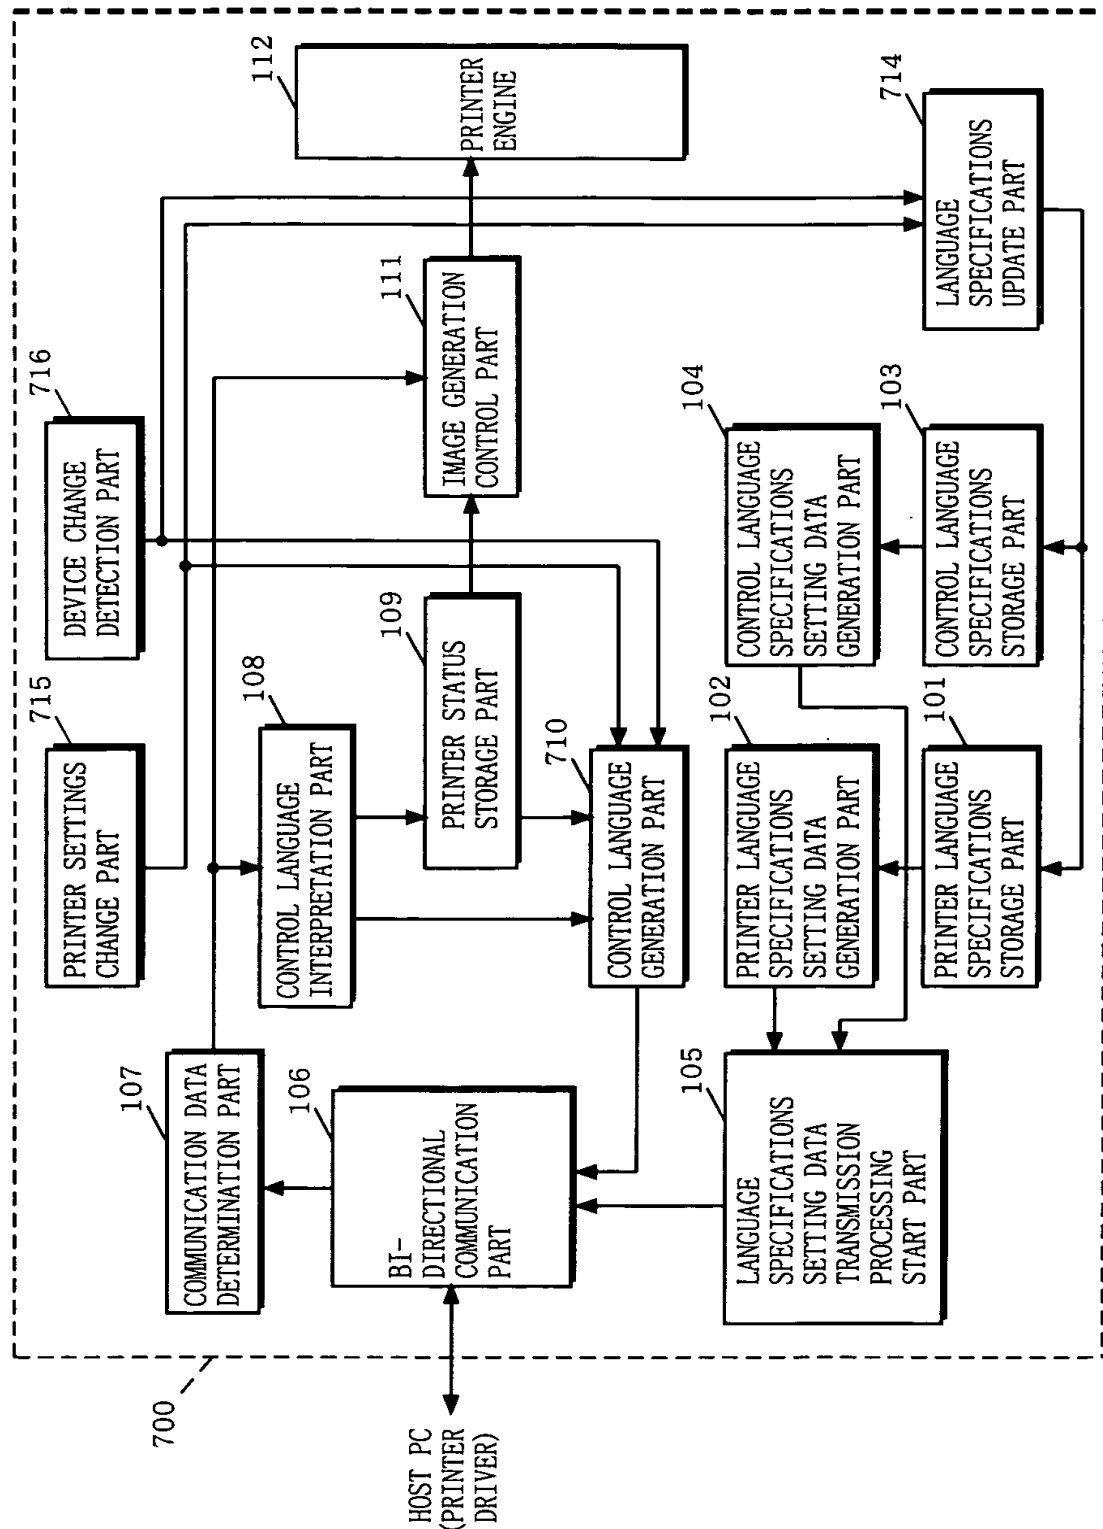 700
HOST PC
(PRINTER
DRIVER)
107
COMMUNICATION DATA
DETERMINATION PART
106
BI-
DIRECTIONAL
COMMUNICATION
PART
105
LANGUAGE
SPECIFICATIONS
SETTING DATA
TRANSMISSION
PROCESSING
START PART
715
PRINTER SETTINGS
CHANGE PART
108
CONTROL LANGUAGE
INTERPRETATION PART
109
PRINTER STATUS
STORAGE PART
710
CONTROL LANGUAGE
GENERATION PART
102
PRINTER LANGUAGE
SPECIFICATIONS
SETTING DATA
GENERATION PART
101
PRINTER LANGUAGE
SPECIFICATIONS
STORAGE PART
716
DEVICE CHANGE
DETECTION PART
111
IMAGE GENERATION
CONTROL PART
104
CONTROL LANGUAGE
SPECIFICATIONS
SETTING DATA
GENERATION PART
103
CONTROL LANGUAGE
SPECIFICATIONS
STORAGE PART
112
PRINTER
ENGINE
714
LANGUAGE
SPECIFICATIONS
UPDATE PART